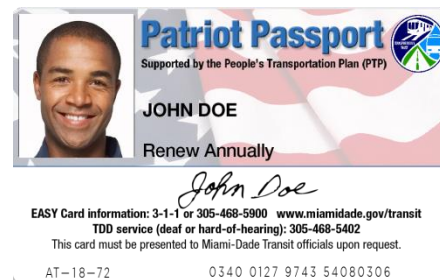 Patriot Passport
Supported by the People's Transportation Plan (PTP)
JOHN DOE
Renew Annually
John Doe
EASY Card information: 3-1-1 or 305-468-5900 www.miamidade.gov/transit
TDD service (deaf or hard-of-hearing): 305-468-5402
This card must be presented to Miami-Dade Transit officials upon request.
AT-18-72 0340 0127 9743 54080306